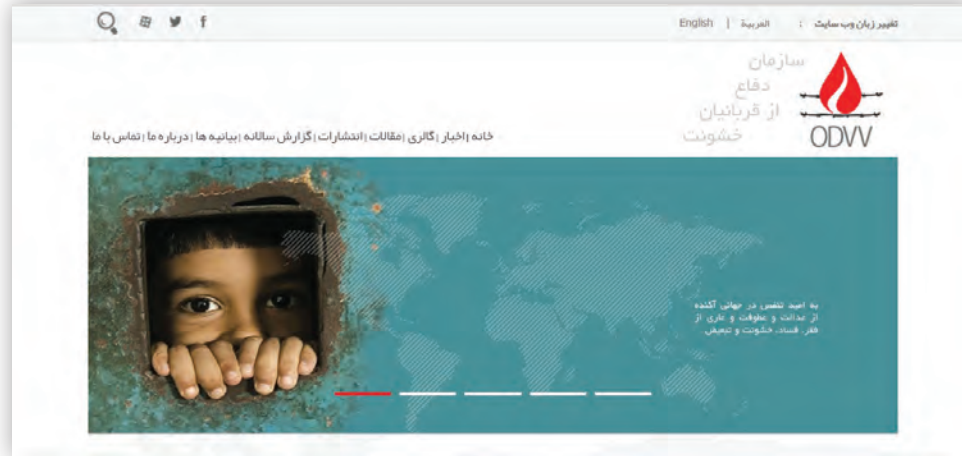 تغییر زبان وب سایت : العربیة | English
سازمان
دفاع
از قربانیان
خشونت
ODVV
خانه | اخبار | گالری | مقالات | انتشارات | گزارش سالانه | بیانیه ها | درباره ما | تماس با ما
به امید تنفس در جهانی آکنده
از عدالت و عطوفت و عاری از
فقر، فساد، خشونت و تبعیض.